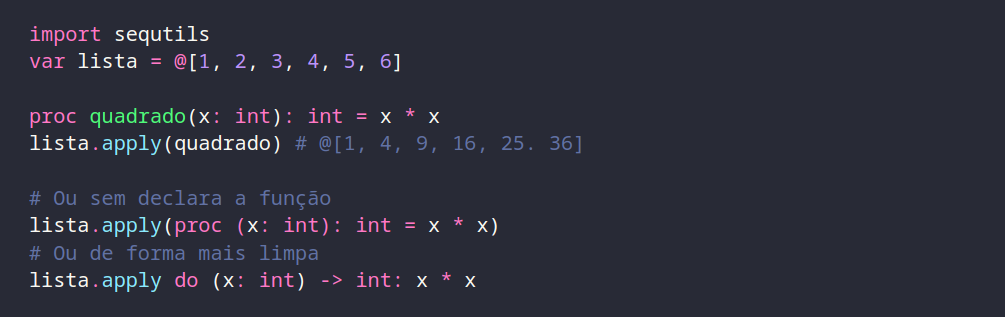 import sequtils
var lista = @[1, 2, 3, 4, 5, 6]
proc quadrado(x: int): int = x * x
lista.apply(quadrado) # @[1, 4, 9, 16, 25. 36]
# Ou sem declara a função
lista.apply(proc (x: int): int = x * x)
# Ou de forma mais limpa
lista.apply do (x: int) -> int: x * x